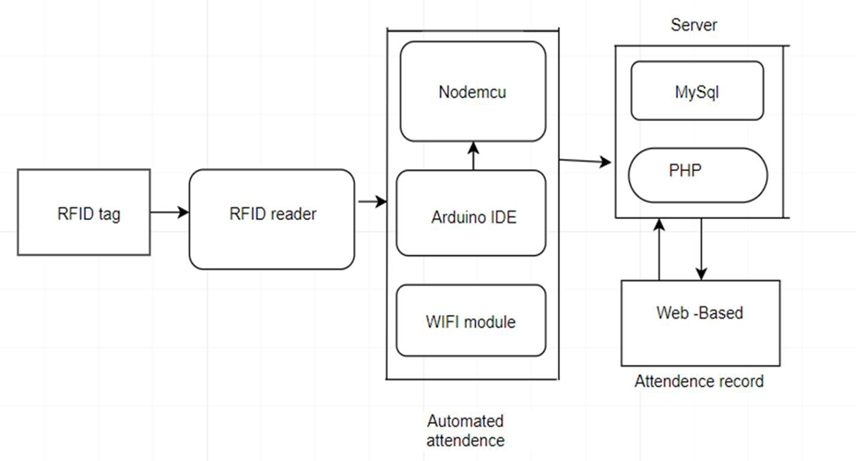 Server
Nodemcu
MySql
PHP
RFID tag
RFID reader
Arduino IDE
WIFI module
Web -Based
Attendence record
Automated
attendence